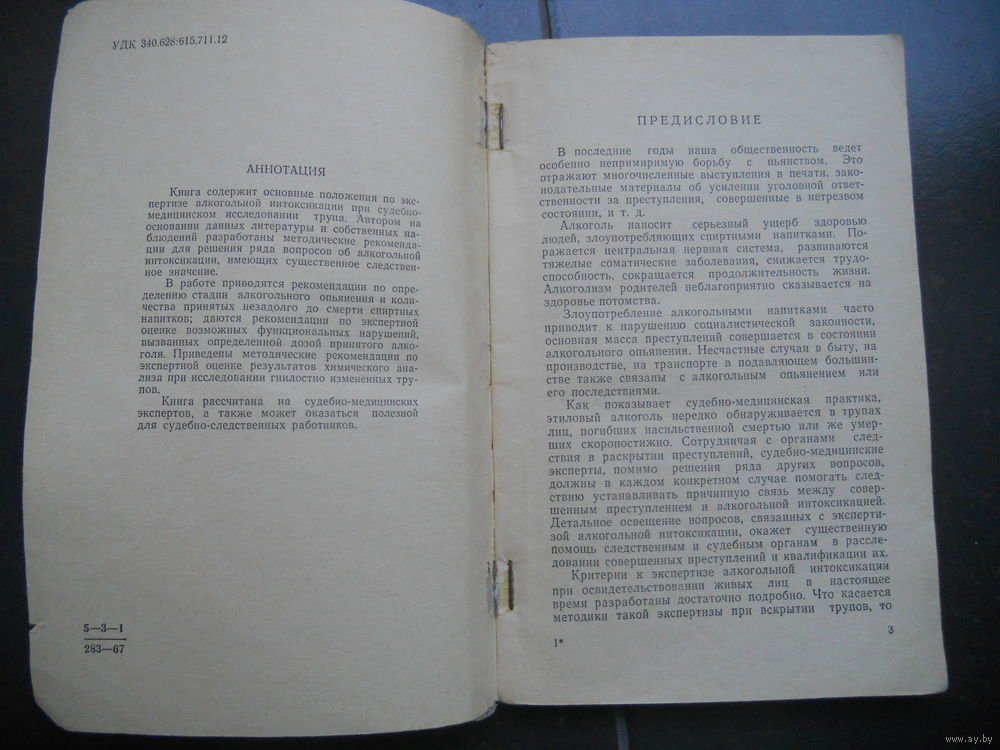 УДК 340.628:615.711.12
АННОТАЦИЯ
Книга содержит основные положения по экс-
пертизе алкогольной интоксикации при судебно-
медицинском исследовании трупа. Автором на
основании данных литературы и собственных на-
блюдений разработаны методические рекоменда-
ции для решения ряда вопросов об алкогольной
интоксикации, имеющих существенное следствен-
ное значение.
В работе приводятся рекомендации по опре-
делению стадии алкогольного опьянения и коли-
чества принятых незадолго до смерти спиртных
напитков; даются рекомендации по экспертной
оценке возможных функциональных нарушений,
вызванных определенной дозой принятого алко-
голя. Приведены методические рекомендации по
экспертной оценке результатов химического ана-
лиза при исследовании гнилостно измененных тру-
пов.
Книга рассчитана на судебно-медицинских
экспертов, а также может оказаться полезной
для судебно-следственных работников.
5—3—1
283—67
ПРЕДИСЛОВИЕ
В последние годы наша общественность ведет
особенно непримиримую борьбу с пьянством. Это
отражают многочисленные выступления в печати, зако-
нодательные материалы об усилении уголовной ответ-
ственности за преступления, совершенные в нетрезвом
состоянии, и т. д.
Алкоголь наносит серьезный ущерб здоровью
людей, злоупотребляющих спиртными напитками. По-
ражается центральная нервная система, развиваются
тяжелые соматические заболевания, снижается трудо-
способность, сокращается продолжительность жизни.
Алкоголизм родителей неблагоприятно сказывается на
здоровье потомства.
Злоупотребление алкогольными напитками часто
приводит к нарушению социалистической законности,
основная масса преступлений совершается в состоянии
алкогольного опьянения. Несчастные случаи в быту, на
производстве, на транспорте в подавляющем большин-
стве также связаны с алкогольным опьянением или
его последствиями.
Как показывает судебно-медицинская практика,
этиловый алкоголь нередко обнаруживается в трупах
лиц, погибших насильственной смертью или же умер-
ших скоропостижно. Сотрудничая с органами след-
ствия в раскрытии преступлений, судебно-медицинские
эксперты, помимо решения ряда других вопросов,
должны в каждом конкретном случае помогать след-
ствию устанавливать причинную связь между совер-
шенным преступлением и алкогольной интоксикацией.
Детальное освещение вопросов, связанных с эксперти-
зой алкогольной интоксикации, окажет существенную
помощь следственным и судебным органам в рассле-
довании совершенных преступлений и квалификации их.
Критерии к экспертизе алкогольной интоксикации
при освидетельствовании живых лиц в настоящее
время разработаны достаточно подробно. Что касается
методики такой экспертизы при вскрытии трупов, то
1*
3
www.ay.by